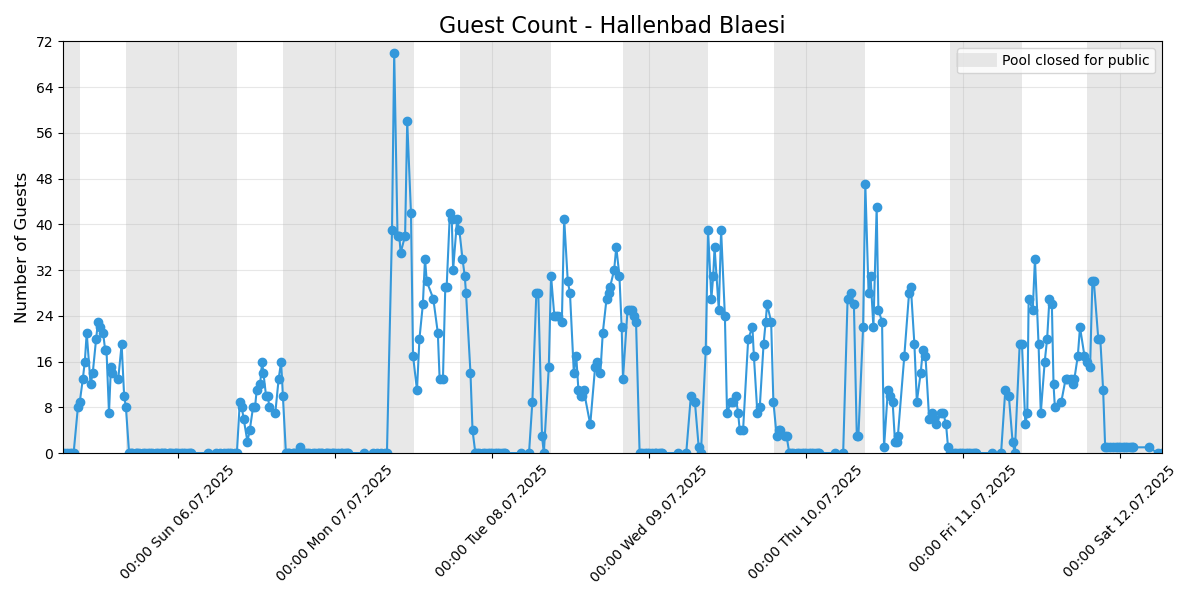 Guest Count - Hallenbad Blaesi
Pool closed for public
Number of Guests
72
64
56
48
40
32
24
16
8
0
00:00 Sun 06.07.2025
00:00 Mon 07.07.2025
00:00 Tue 08.07.2025
00:00 Wed 09.07.2025
00:00 Thu 10.07.2025
00:00 Fri 11.07.2025
00:00 Sat 12.07.2025